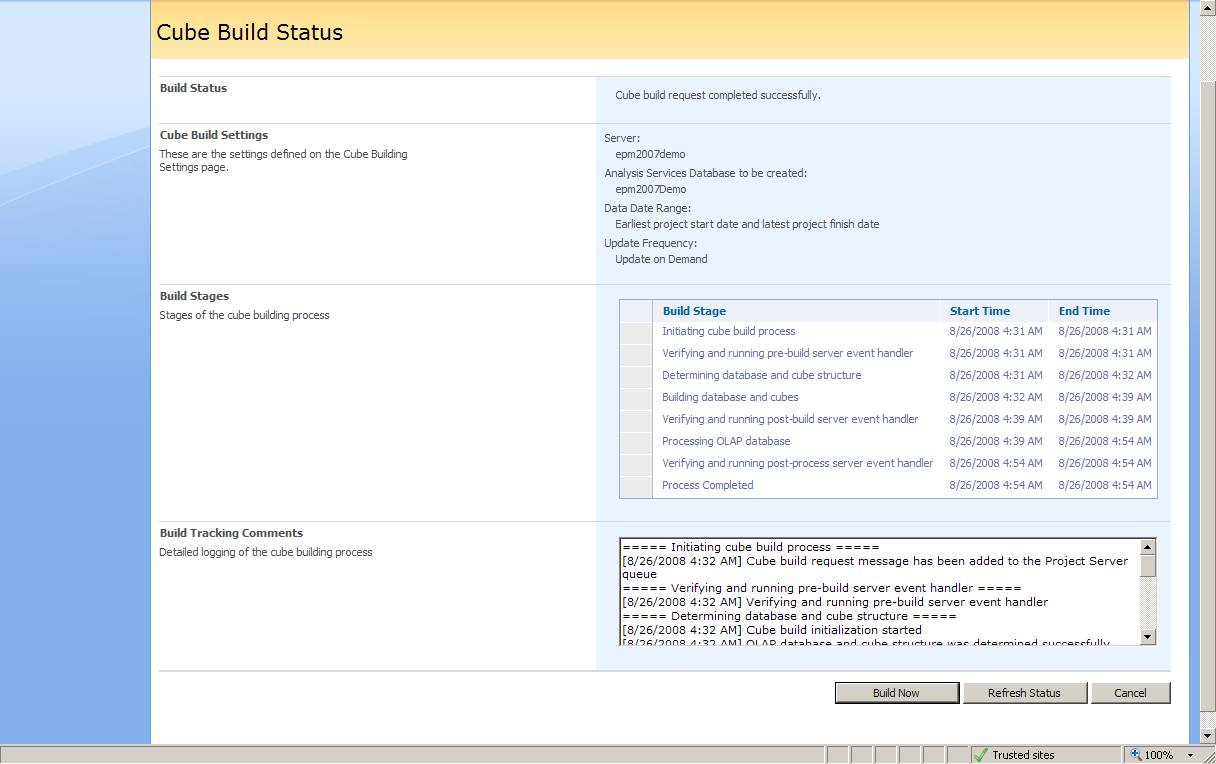 Cube Build Status
Build Status
Cube build request completed successfully.
Cube Build Settings
These are the settings defined on the Cube Building
Settings page.
Server:
epm2007demo
Analysis Services Database to be created:
epm2007Demo
Data Date Range:
Earliest project start date and latest project finish date
Update Frequency:
Update on Demand
Build Stages
Stages of the cube building process
Build Stage Start Time End Time
Initiating cube build process 8/26/2008 4:31 AM 8/26/2008 4:31 AM
Verifying and running pre-build server event handler 8/26/2008 4:31 AM 8/26/2008 4:31 AM
Determining database and cube structure 8/26/2008 4:31 AM 8/26/2008 4:32 AM
Building database and cubes 8/26/2008 4:32 AM 8/26/2008 4:39 AM
Verifying and running post-build server event handler 8/26/2008 4:39 AM 8/26/2008 4:39 AM
Processing OLAP database 8/26/2008 4:39 AM 8/26/2008 4:54 AM
Verifying and running post-process server event handler 8/26/2008 4:54 AM 8/26/2008 4:54 AM
Process Completed 8/26/2008 4:54 AM 8/26/2008 4:54 AM
Build Tracking Comments
Detailed logging of the cube building process
===== Initiating cube build process =====
[8/26/2008 4:32 AM] Cube build request message has been added to the Project Server
queue
===== Verifying and running pre-build server event handler =====
[8/26/2008 4:32 AM] Verifying and running pre-build server event handler
===== Determining database and cube structure =====
[8/26/2008 4:32 AM] Cube build initialization started
[8/26/2008 4:32 AM] OLAP database and cube structure was determined successfully
Build Now Refresh Status Cancel
Trusted sites 100%